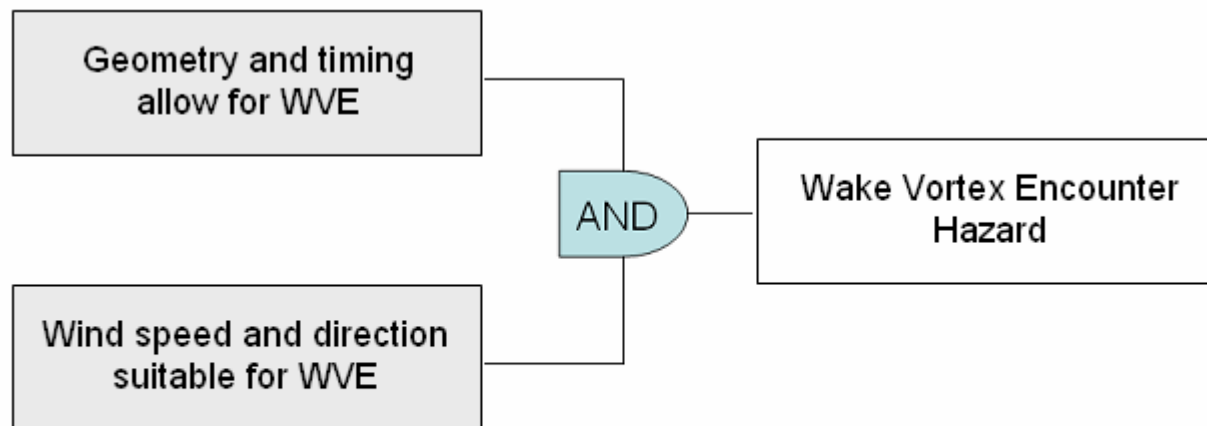 Geometry and timing
allow for WVE
AND
Wake Vortex Encounter
Hazard
Wind speed and direction
suitable for WVE